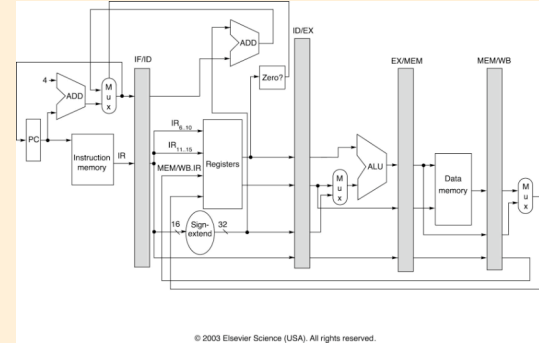 ID/EX
IF/ID
EX/MEM
MEM/WB
ADD
4
ADD
M
u
x
Zero?
PC
Instruction
memory
IR
IR6..10
IR11..15
MEM/WB.IR
Registers
ALU
M
u
x
Data
memory
M
u
x
16
Sign-
extend
32
© 2003 Elsevier Science (USA). All rights reserved.